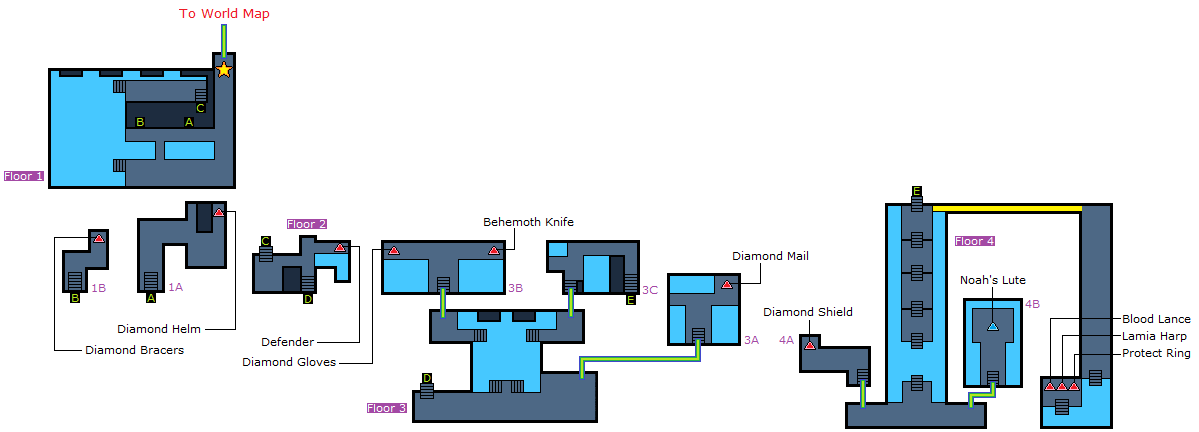 To World Map
C
B
A
Floor 1
B
1B
A
1A
Diamond Helm
Diamond Bracers
Floor 2
C
D
Defender
Diamond Gloves
Behemoth Knife
3B
3C
E
Floor 3
D
Diamond Mail
3A
Diamond Shield
4A
E
Floor 4
Noah's Lute
4B
Blood Lance
Lamia Harp
Protect Ring